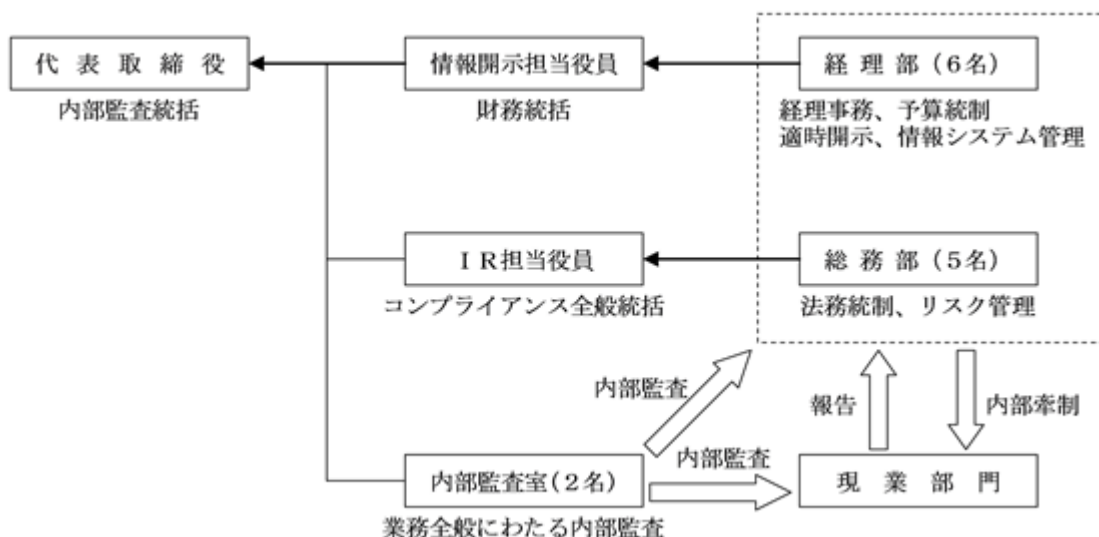 代表取締役
内部監査統括
情報開示担当役員
財務統括
経理部(6名)
経理事務、予算統制
適時開示、情報システム管理
IR担当役員
コンプライアンス全般統括
総務部(5名)
法務統制、リスク管理
内部監査
報告
内部牽制
内部監査室(2名)
業務全般にわたる内部監査
内部監査
現業部門